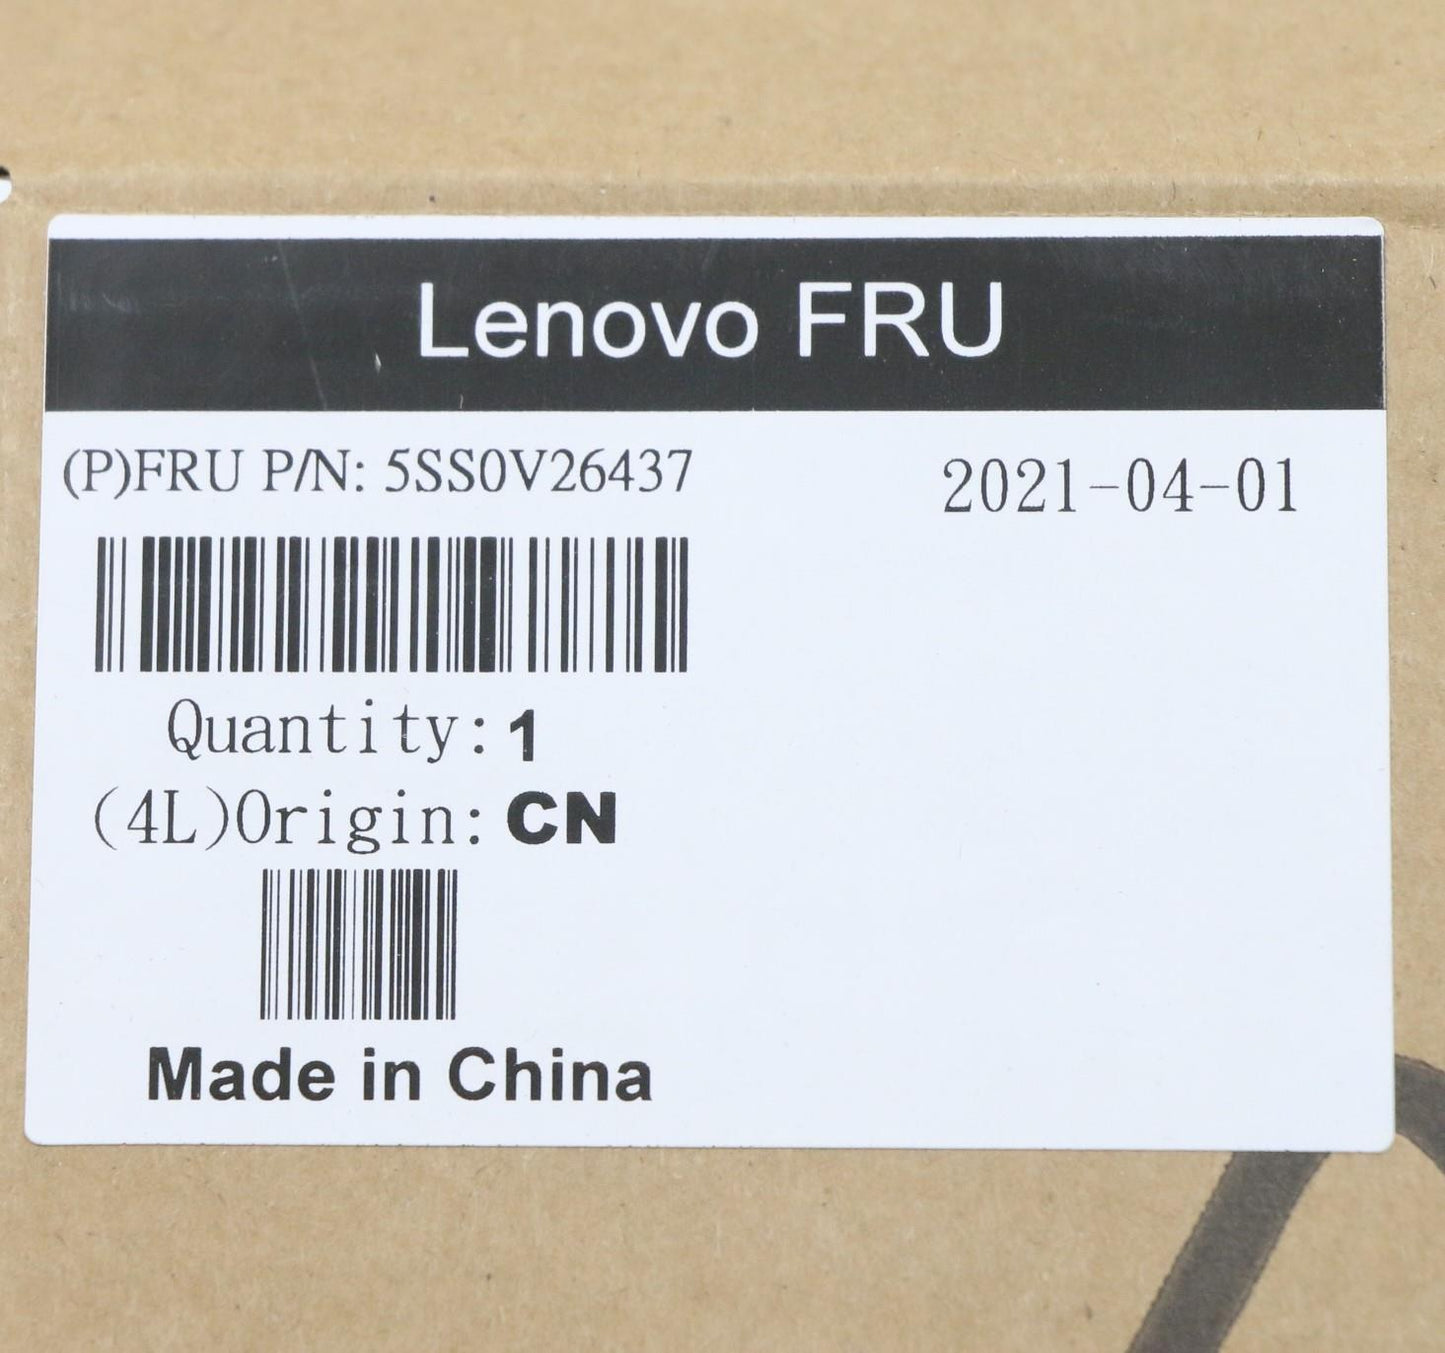 Lenovo FRU
(P)FRU P/N: 5SS0V26437
2021-04-01
Quantity: 1
(4L)Origin: CN
Made in China